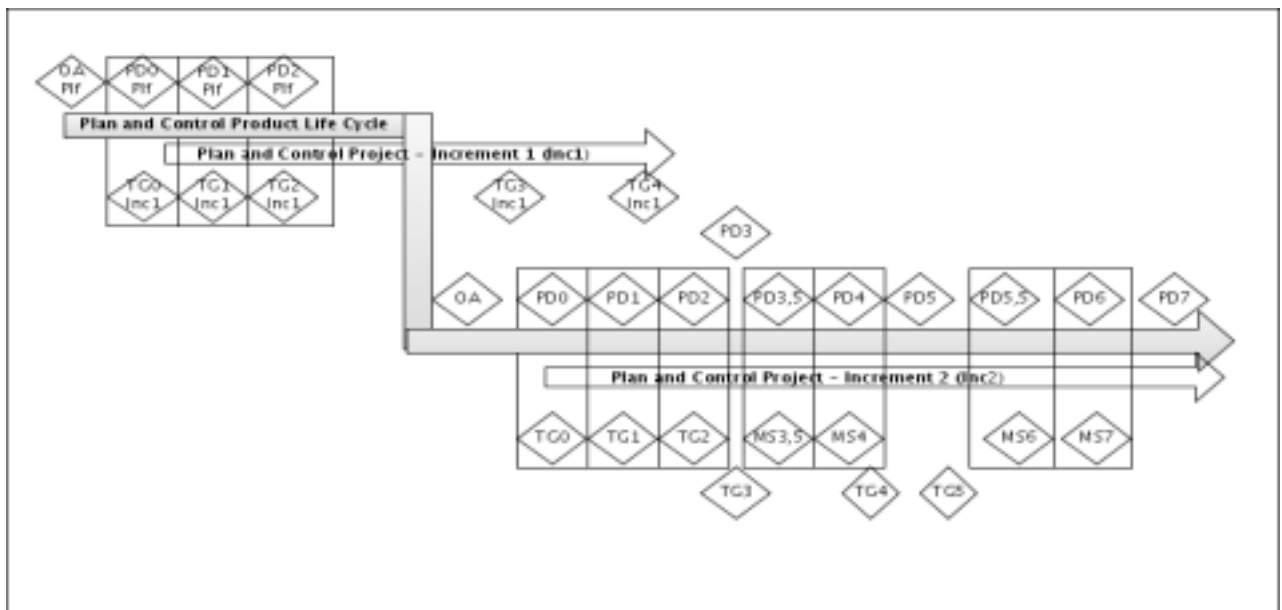 OA PD0 PD1 PD2
Plf Plf Plf Plf
Plan and Control Product Life Cycle
Plan and Control Project – Increment 1 (Inc1)
TG0 TG1 TG2 TG3 TG4
Inc1 Inc1 Inc1 Inc1 Inc1
PD3
OA PD0 PD1 PD2 PD3,5 PD4 PD5 PD5,5 PD6 PD7
Plan and Control Project – Increment 2 (Inc2)
TG0 TG1 TG2 MS3,5 MS4 MS6 MS7
TG3 TG4 TG5